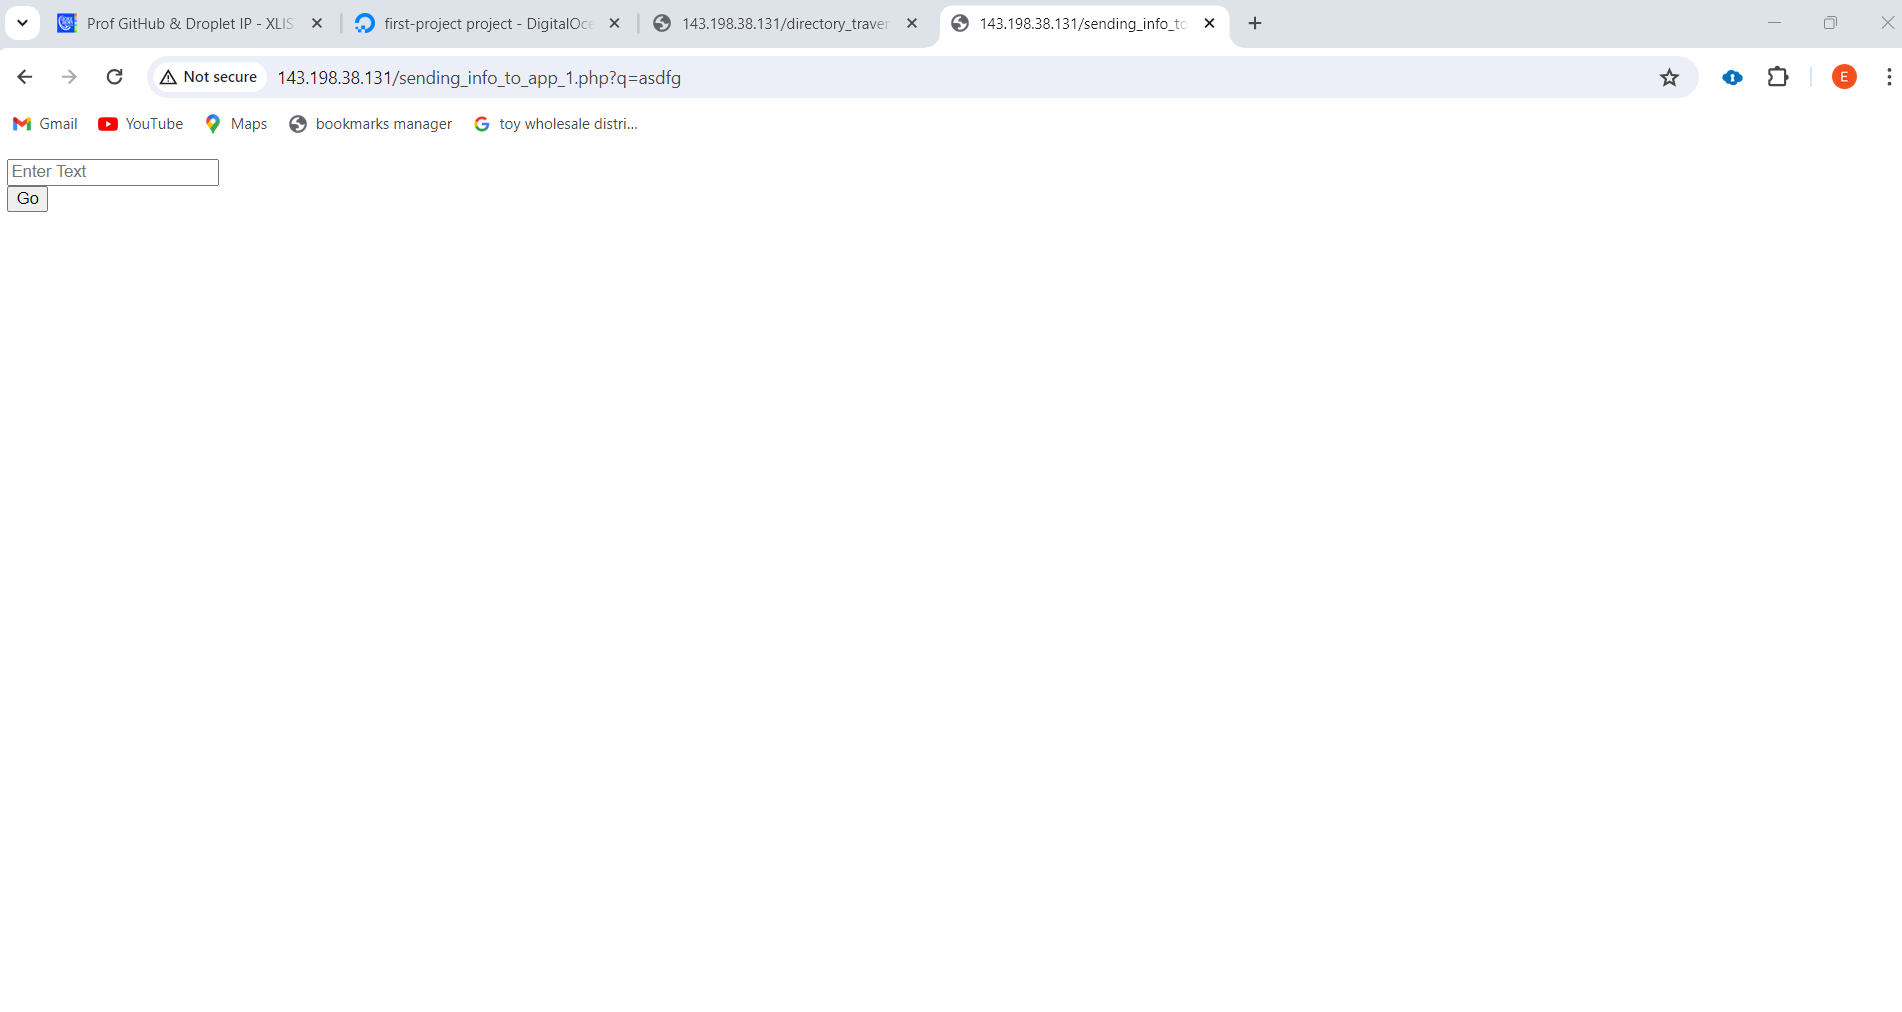 Prof GitHub & Droplet IP - XLIS
first-project project - DigitalOce
143.198.38.131/directory_traver
143.198.38.131/sending_info_to
Not secure
143.198.38.131/sending_info_to_app_1.php?q=asdfg
E
Gmail
YouTube
Maps
bookmarks manager
toy wholesale distri...
Enter Text
Go